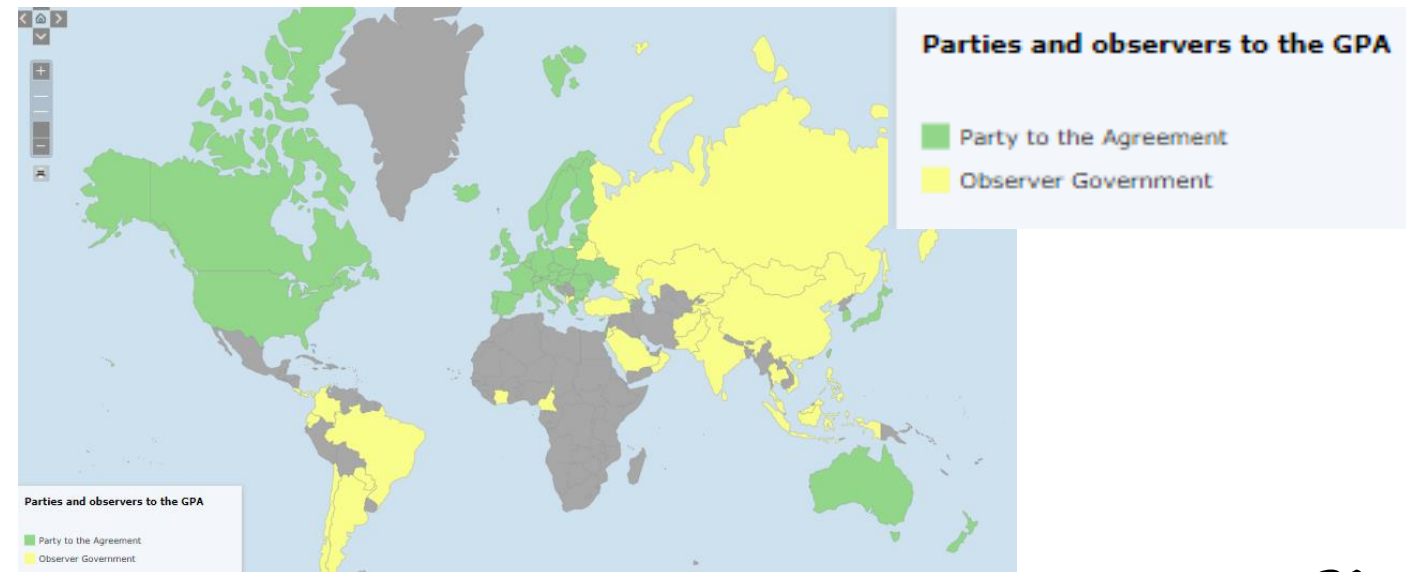 Parties and observers to the GPA
Party to the Agreement
Observer Government
Parties and observers to the GPA
Party to the Agreement
Observer Government